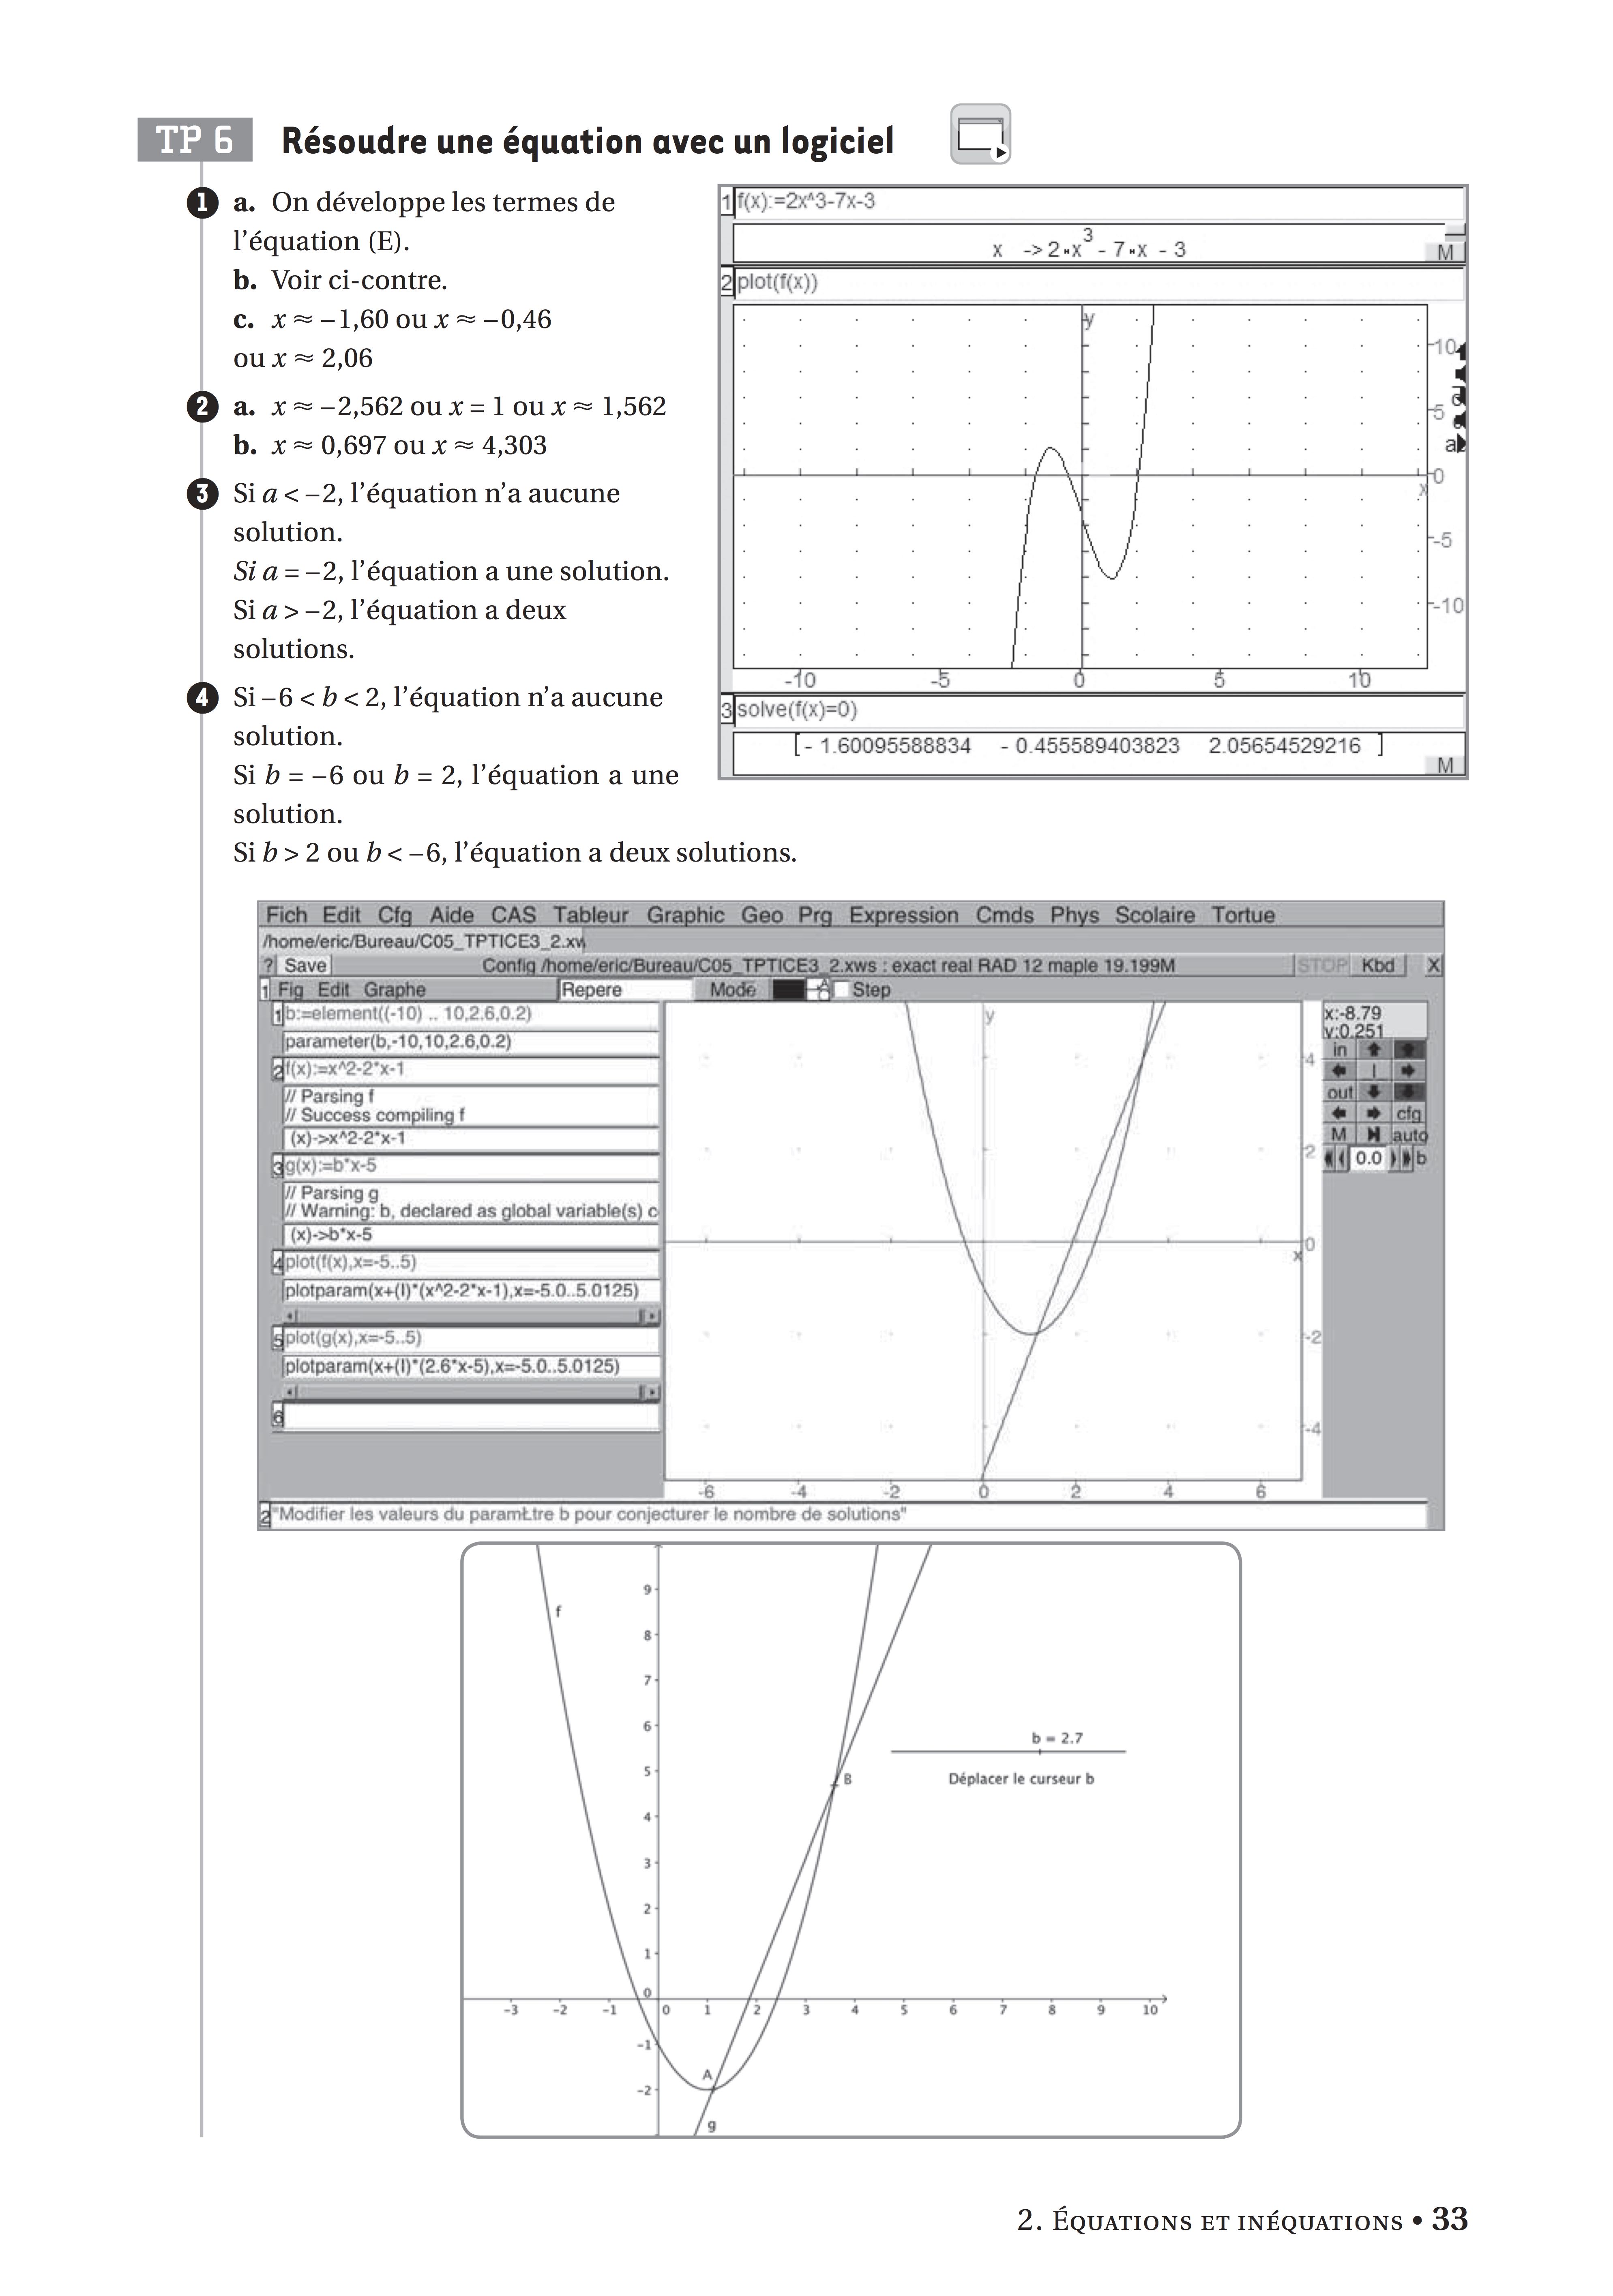 TP 6 Résoudre une équation avec un logiciel
1 a. On développe les termes de
l'équation (E).
b. Voir ci-contre.
c. x ≈ −1,60 ou x ≈ −0,46
ou x ≈ 2,06
2 a. x ≈ −2,562 ou x = 1 ou x ≈ 1,562
b. x ≈ 0,697 ou x ≈ 4,303
3 Si a < −2, l'équation n'a aucune
solution.
Si a = −2, l'équation a une solution.
Si a > −2, l'équation a deux
solutions.
4 Si −6 < b < 2, l'équation n'a aucune
solution.
Si b = −6 ou b = 2, l'équation a une
solution.
Si b > 2 ou b < −6, l'équation a deux solutions.
1 f(x):=2x^3-7x-3
x -> 2*x^3 - 7*x - 3
M
2 plot(f(x))
y
10
5
0
x
-5
-10
-10 -5 0 5 10
3 solve(f(x)=0)
[ - 1.60095588834 - 0.455589403823 2.05654529216 ]
M
Fich Edit Cfg Aide CAS Tableur Graphic Geo Prg Expression Cmds Phys Scolaire Tortue
/home/eric/Bureau/C05_TPTICE3_2.xw
? Save Config /home/eric/Bureau/C05_TPTICE3_2.xws : exact real RAD 12 maple 19.199M STOP Kbd X
1 Fig Edit Graphe Repere Mode Step
1 b:=element((-10) .. 10,2.6,0.2)
parameter(b,-10,10,2.6,0.2)
2 f(x):=x^2-2*x-1
// Parsing f
// Success compiling f
(x)->x^2-2*x-1
3 g(x):=b*x-5
// Parsing g
// Warning: b, declared as global variable(s) c
(x)->b*x-5
4 plot(f(x),x=-5..5)
plotparam(x+(I)*(x^2-2*x-1),x=-5.0..5.0125)
5 plot(g(x),x=-5..5)
plotparam(x+(I)*(2.6*x-5),x=-5.0..5.0125)
6
y
4
2
0
x
-2
-4
-6 -4 -2 0 2 4 6
x:-8.79
y:0.251
in
out
cfg
M auto
0.0 b
2 "Modifier les valeurs du paramŁtre b pour conjecturer le nombre de solutions"
9
f
8
7
6
b = 2.7
5
B
Déplacer le curseur b
4
3
2
1
0
-3 -2 -1 0 1 2 3 4 5 6 7 8 9 10
-1
A
-2
g
2. Équations et inéquations • 33